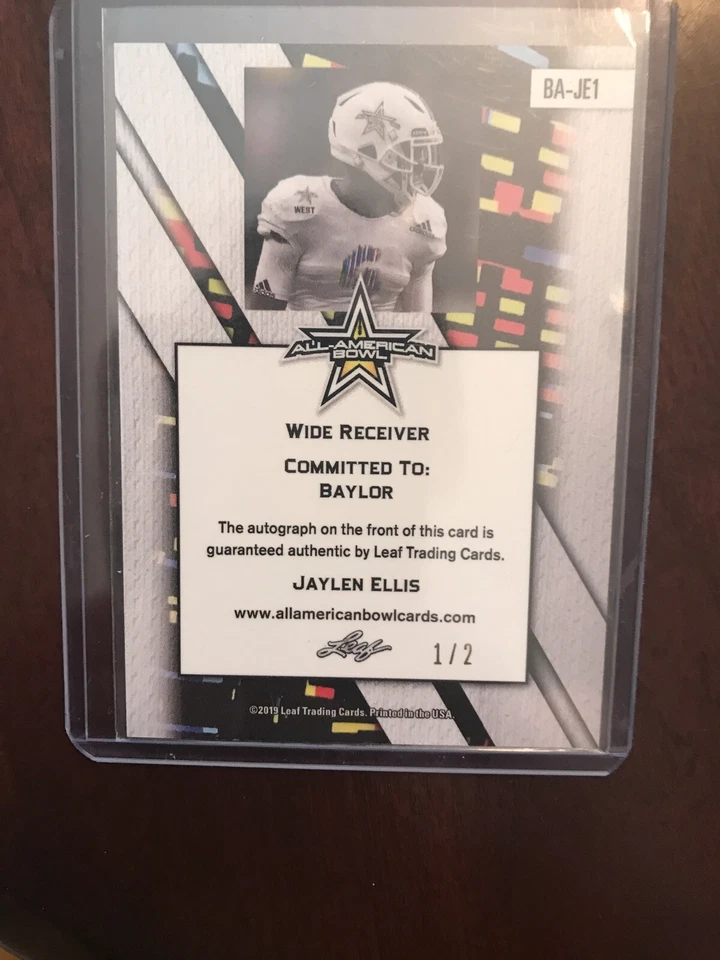 BA-JE1
WEST
adidas
ALL-AMERICAN
BOWL
WIDE RECEIVER
COMMITTED TO:
BAYLOR
The autograph on the front of this card is
guaranteed authentic by Leaf Trading Cards.
JAYLEN ELLIS
www.allamericanbowlcards.com
Leaf 1/2
©2019 Leaf Trading Cards. Printed in the USA.